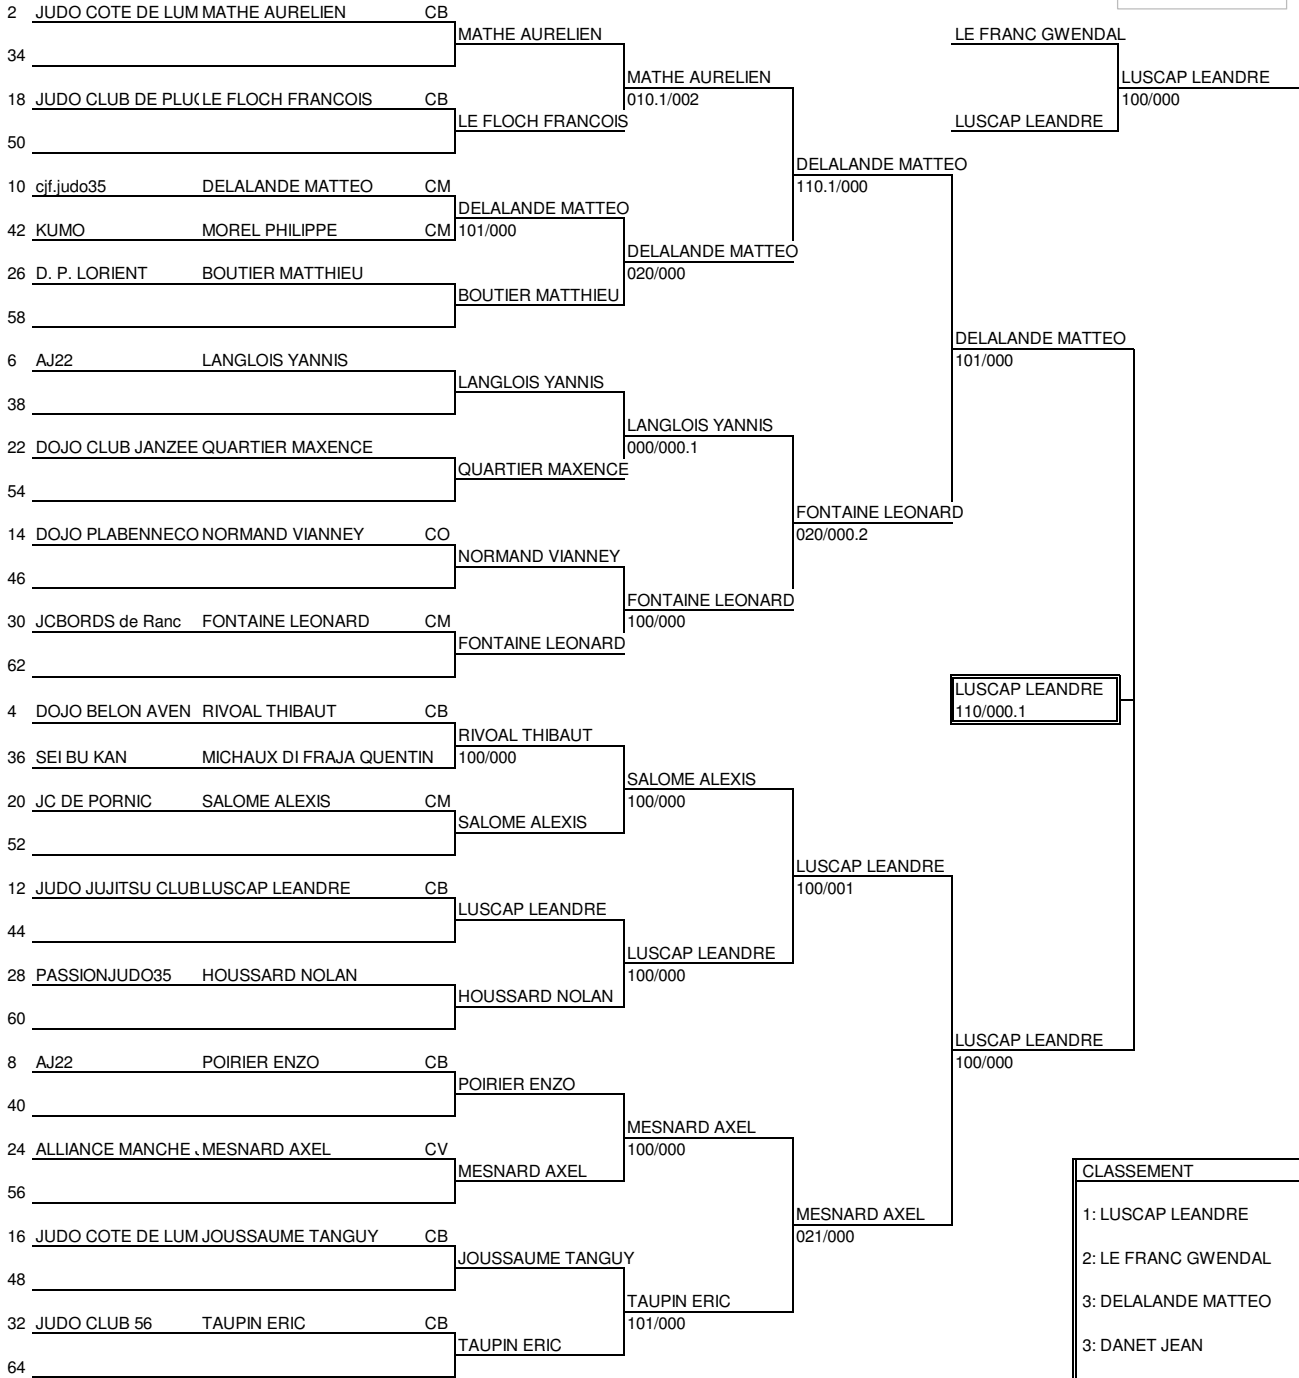 2 JUDO COTE DE LUM MATHE AURELIEN CB
MATHE AURELIEN
34
MATHE AURELIEN
010.1/002
18 JUDO CLUB DE PLU LE FLOCH FRANCOIS CB
LE FLOCH FRANCOIS
50
DELALANDE MATTEO
110.1/000
10 cjf.judo35 DELALANDE MATTEO CM
DELALANDE MATTEO
101/000
42 KUMO MOREL PHILIPPE CM
DELALANDE MATTEO
020/000
26 D. P. LORIENT BOUTIER MATTHIEU
BOUTIER MATTHIEU
58
LE FRANC GWENDAL
LUSCAP LEANDRE
100/000
LUSCAP LEANDRE
DELALANDE MATTEO
101/000
6 AJ22 LANGLOIS YANNIS
LANGLOIS YANNIS
38
LANGLOIS YANNIS
000/000.1
22 DOJO CLUB JANZEE QUARTIER MAXENCE
QUARTIER MAXENCE
54
FONTAINE LEONARD
020/000.2
14 DOJO PLABENNECO NORMAND VIANNEY CO
NORMAND VIANNEY
46
FONTAINE LEONARD
100/000
30 JCBORDS de Ranc FONTAINE LEONARD CM
FONTAINE LEONARD
62
LUSCAP LEANDRE
110/000.1
4 DOJO BELON AVEN RIVOAL THIBAUT CB
RIVOAL THIBAUT
100/000
36 SEI BU KAN MICHAUX DI FRAJA QUENTIN
SALOME ALEXIS
100/000
20 JC DE PORNIC SALOME ALEXIS CM
SALOME ALEXIS
52
LUSCAP LEANDRE
100/001
12 JUDO JUJITSU CLUB LUSCAP LEANDRE CB
LUSCAP LEANDRE
44
LUSCAP LEANDRE
100/000
28 PASSIONJUDO35 HOUSSARD NOLAN
HOUSSARD NOLAN
60
LUSCAP LEANDRE
100/000
8 AJ22 POIRIER ENZO CB
POIRIER ENZO
40
MESNARD AXEL
100/000
24 ALLIANCE MANCHE MESNARD AXEL CV
MESNARD AXEL
56
MESNARD AXEL
021/000
16 JUDO COTE DE LUM JOUSSAUME TANGUY CB
JOUSSAUME TANGUY
48
TAUPIN ERIC
101/000
32 JUDO CLUB 56 TAUPIN ERIC CB
TAUPIN ERIC
64
CLASSEMENT
1: LUSCAP LEANDRE
2: LE FRANC GWENDAL
3: DELALANDE MATTEO
3: DANET JEAN